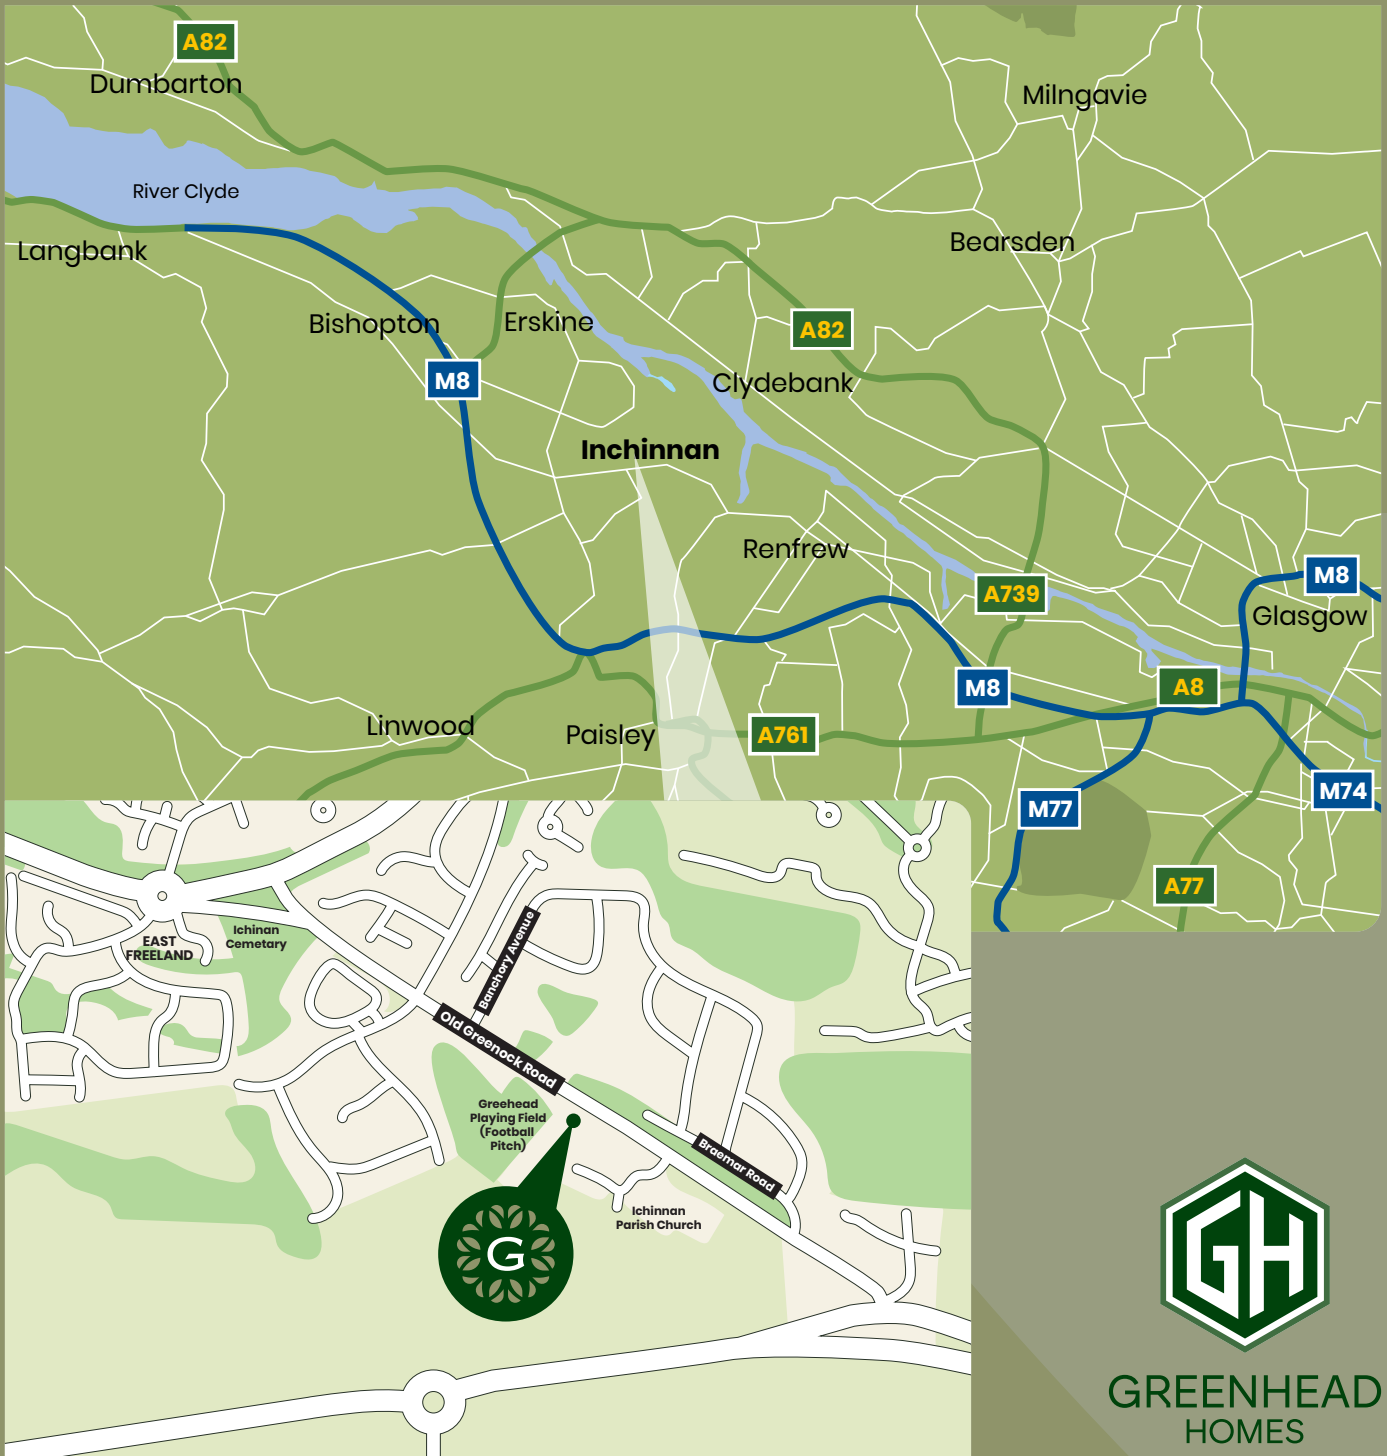 A82
Dumbarton
Milngavie
River Clyde
Langbank
Bearsden
Bishopton
Erskine
A82
M8
Clydebank
Inchinnan
Renfrew
A739
M8
Glasgow
M8
A8
Linwood
Paisley
A761
M77
M74
A77
EAST
FREELAND
Ichinan
Cemetary
Banchory Avenue
Old Greenock Road
Greehead
Playing Field
(Football
Pitch)
Braemar Road
Ichinnan
Parish Church
G
GH
GREENHEAD
HOMES